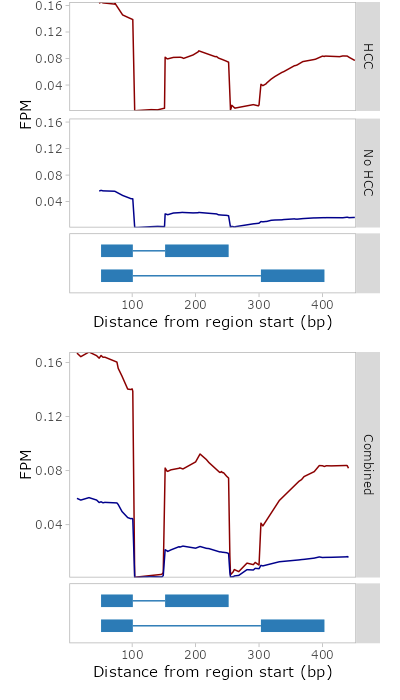 0.16
0.12
0.08
0.04
HCC
FPM
0.16
0.12
0.08
0.04
No HCC
100 200 300 400
Distance from region start (bp)
0.16
0.12
0.08
0.04
FPM
Combined
100 200 300 400
Distance from region start (bp)